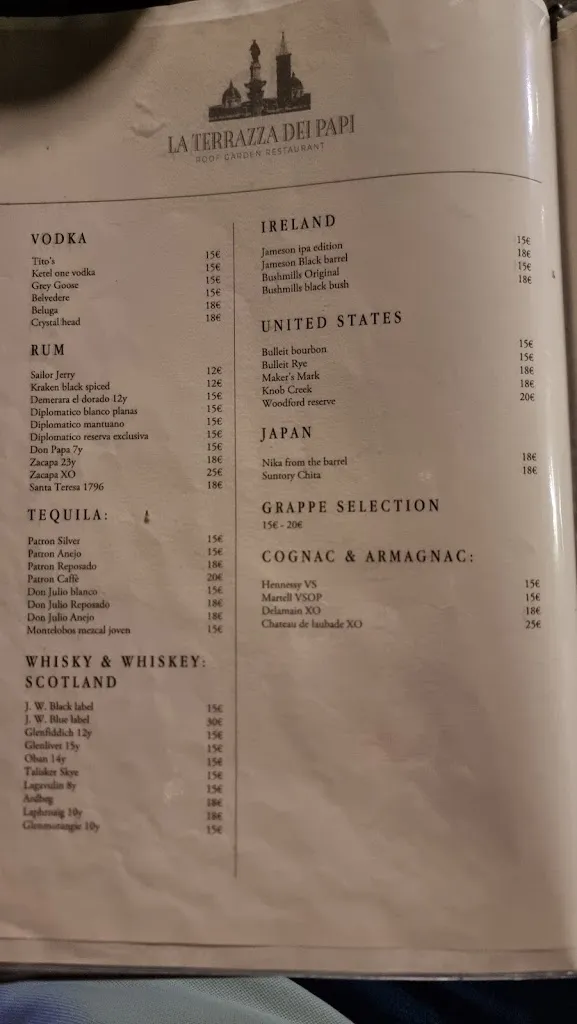 LA TERRAZZA DEI PAPI
ROOF GARDEN RESTAURANT
VODKA
Tito's 15€
Kerel one vodka 15€
Grey Goose 15€
Belvedere 15€
Beluga 18€
Crystal head 18€
RUM
Sailor Jerry 12€
Kraken black spiced 12€
Demerara el dorado 12y 15€
Diplomatico blanco planas 15€
Diplomatico mantuano 15€
Diplomatico reserva exclusiva 15€
Don Papa 7y 15€
Zacapa 23y 18€
Zacapa XO 25€
Santa Teresa 1796 18€
TEQUILA:
Patron Silver 15€
Patron Anejo 15€
Patron Reposado 18€
Patron Caffè 20€
Don Julio blanco 15€
Don Julio Reposado 18€
Don Julio Anejo 18€
Montelobos mezcal joven 15€
WHISKY & WHISKEY:
SCOTLAND
J. W. Black label 15€
J. W. Blue label 30€
Glenfiddich 12y 15€
Glenlivet 15y 15€
Oban 14y 15€
Talisker Skye 15€
Lagavulin 8y 15€
Ardbeg 18€
Laphroaig 10y 18€
Glenmorangie 10y 15€
IRELAND
Jameson ipa edition 15€
Jameson Black barrel 18€
Bushmills Original 15€
Bushmills black bush 18€
UNITED STATES
Bulleit bourbon 15€
Bulleit Rye 15€
Maker's Mark 18€
Knob Creek 18€
Woodford reserve 20€
JAPAN
Nika from the barrel 18€
Suntory Chita 18€
GRAPPE SELECTION
15€ - 20€
COGNAC & ARMAGNAC:
Hennessy VS 15€
Martell VSOP 15€
Delamain XO 18€
Chateau de laubade XO 25€